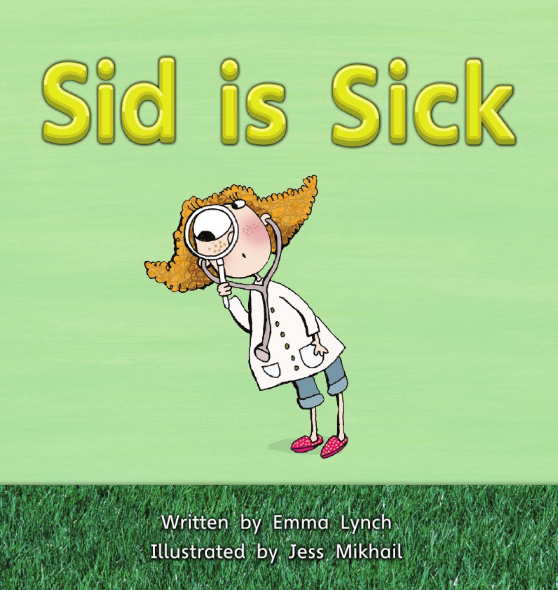 Sid is Sick
Written by Emma Lynch
Illustrated by Jess Mikhail